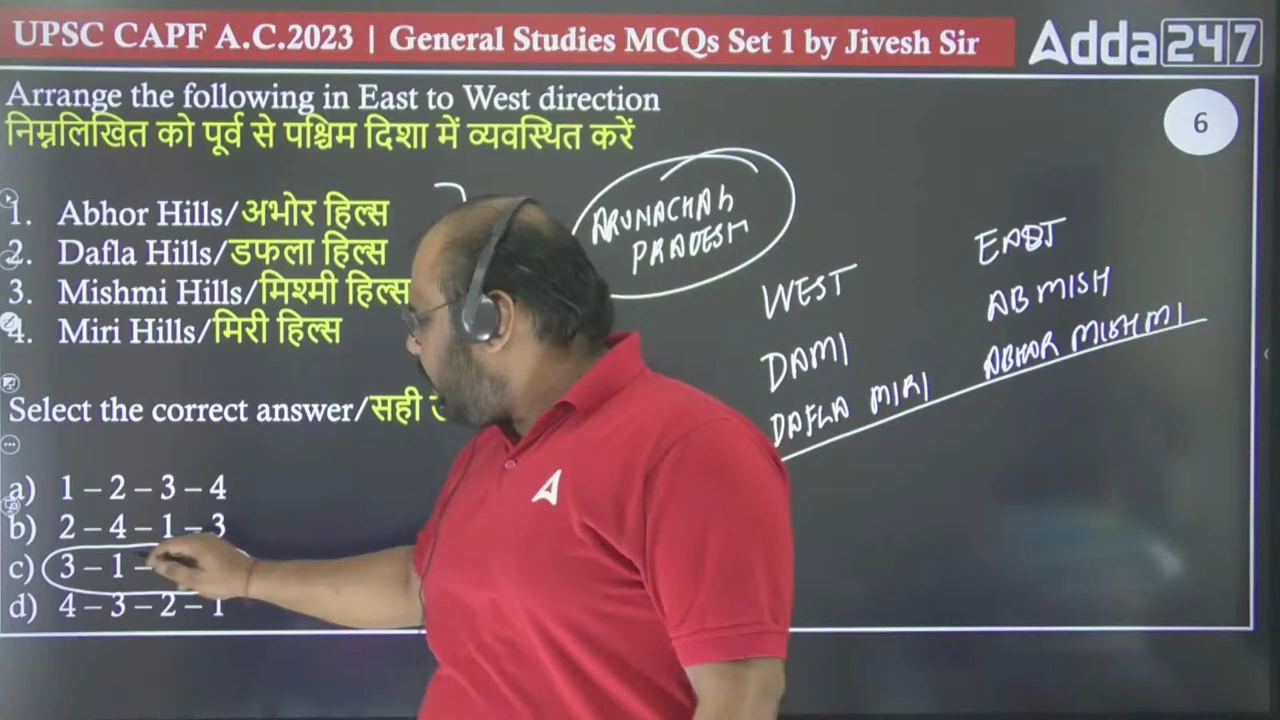 UPSC CAPF A.C.2023 | General Studies MCQs Set 1 by Jivesh Sir
Adda247
Arrange the following in East to West direction
निम्नलिखित को पूर्व से पश्चिम दिशा में व्यवस्थित करें
6
1. Abhor Hills/अभोर हिल्स
2. Dafla Hills/डफला हिल्स
3. Mishmi Hills/मिश्मी हिल्स
4. Miri Hills/मिरी हिल्स
ARUNACHAL
PRADESH
WEST
DAMI
DAFLA MIRI
EAST
ABMISH
ABHOR MISHMI
Select the correct answer/सही
a) 1 – 2 – 3 – 4
b) 2 – 4 – 1 – 3
c) 3 – 1 –
d) 4 – 3 – 2 – 1